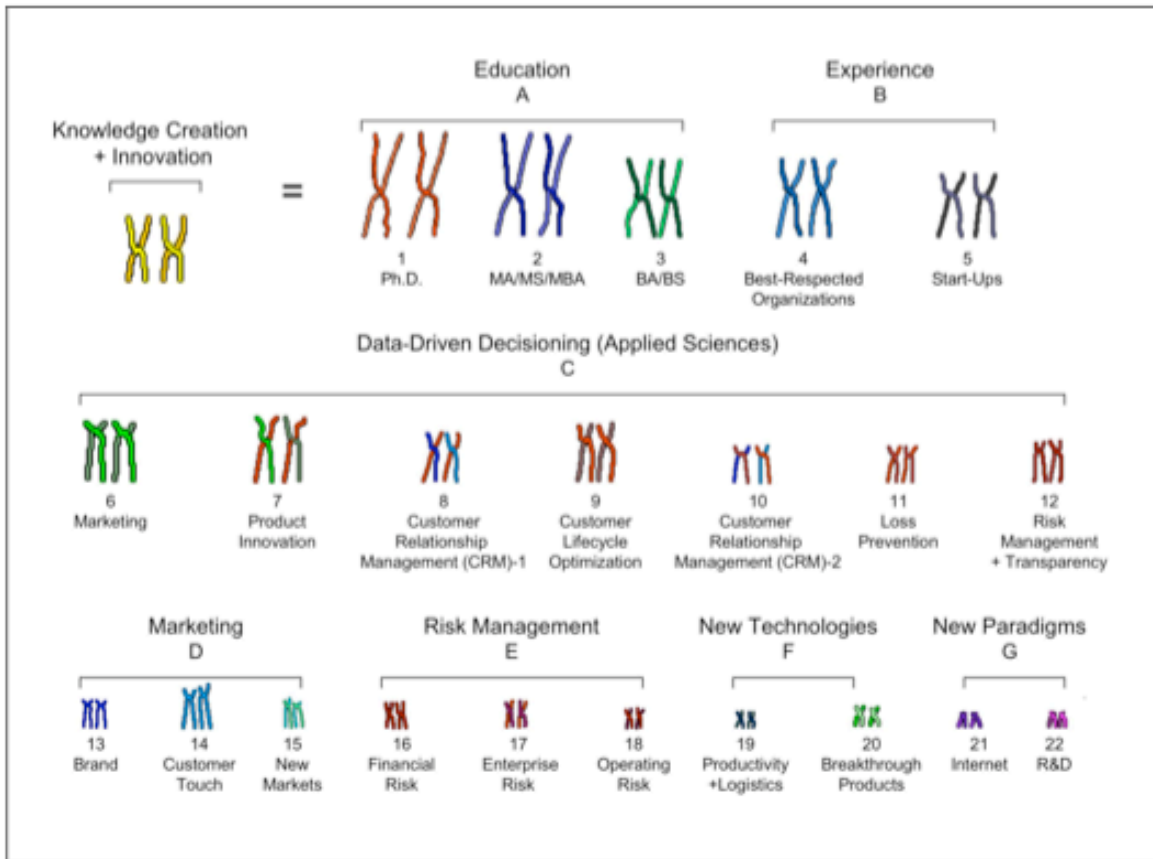 Education
A
Experience
B
Knowledge Creation
+ Innovation
=
1
Ph.D.
2
MA/MS/MBA
3
BA/BS
4
Best-Respected
Organizations
5
Start-Ups
Data-Driven Decisioning (Applied Sciences)
C
6
Marketing
7
Product
Innovation
8
Customer
Relationship
Management (CRM)-1
9
Customer
Lifecycle
Optimization
10
Customer
Relationship
Management (CRM)-2
11
Loss
Prevention
12
Risk
Management
+ Transparency
Marketing
D
Risk Management
E
New Technologies
F
New Paradigms
G
13
Brand
14
Customer
Touch
15
New
Markets
16
Financial
Risk
17
Enterprise
Risk
18
Operating
Risk
19
Productivity
+Logistics
20
Breakthrough
Products
21
Internet
22
R&D